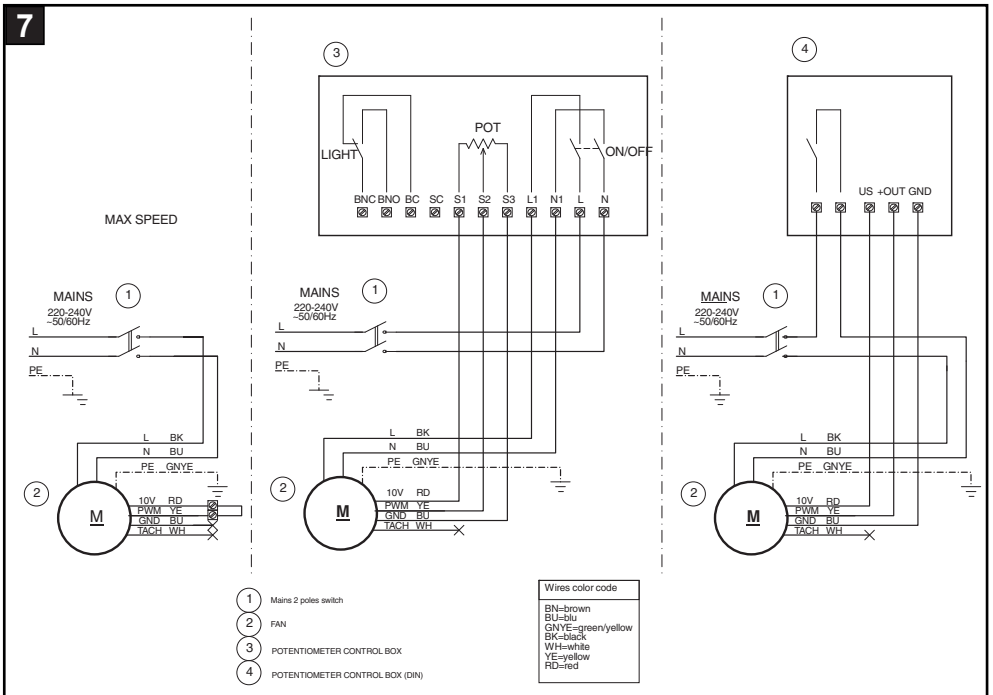 7
3
4
POT
LIGHT
ON/OFF
BNC BNO BC SC S1 S2 S3 L1 N1 L N
US +OUT GND
MAX SPEED
MAINS
1
220-240V
~50/60Hz
L
N
PE
L BK
N BU
PE GNYE
2
M
10V RD
PWM YE
GND BU
TACH WH
MAINS
1
220-240V
~50/60Hz
L
N
PE
L BK
N BU
PE GNYE
2
M
10V RD
PWM YE
GND BU
TACH WH
MAINS
1
220-240V
~50/60Hz
L
N
PE
L BK
N BU
PE GNYE
2
M
10V RD
PWM YE
GND BU
TACH WH
1 Mains 2 poles switch
2 FAN
3 POTENTIOMETER CONTROL BOX
4 POTENTIOMETER CONTROL BOX (DIN)
Wires color code
BN=brown
BU=blu
GNYE=green/yellow
BK=black
WH=white
YE=yellow
RD=red